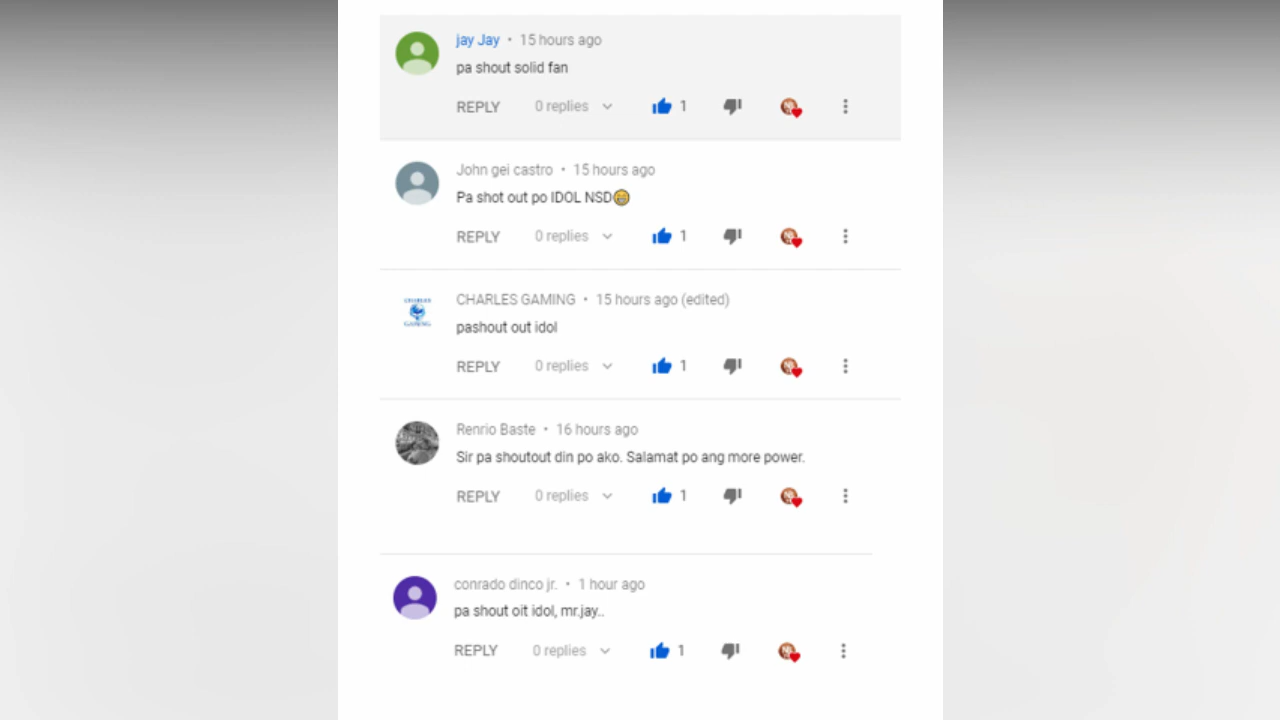 jay Jay • 15 hours ago
pa shout solid fan
REPLY 0 replies 1
John gei castro • 15 hours ago
Pa shot out po IDOL NSD😁
REPLY 0 replies 1
CHARLES GAMING
CHARLES GAMING • 15 hours ago (edited)
pashout out idol
REPLY 0 replies 1
Renrio Baste • 16 hours ago
Sir pa shoutout din po ako. Salamat po ang more power.
REPLY 0 replies 1
conrado dinco jr. • 1 hour ago
pa shout oit idol, mr.jay..
REPLY 0 replies 1